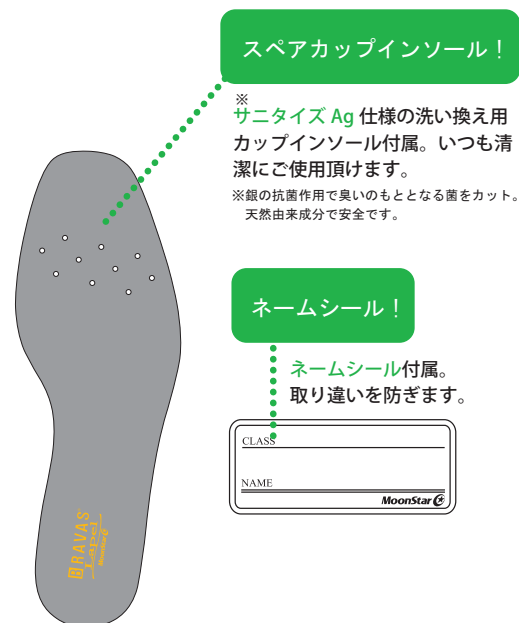 スペアカップインソール！
※
サニタイズ Ag 仕様の洗い換え用
カップインソール付属。いつも清
潔にご使用頂けます。
※銀の抗菌作用で臭いのもととなる菌をカット。
天然由来成分で安全です。
ネームシール！
ネームシール付属。
取り違いを防ぎます。
CLASS
NAME
MoonStar
BRAVAS
Lapel
MoonStar